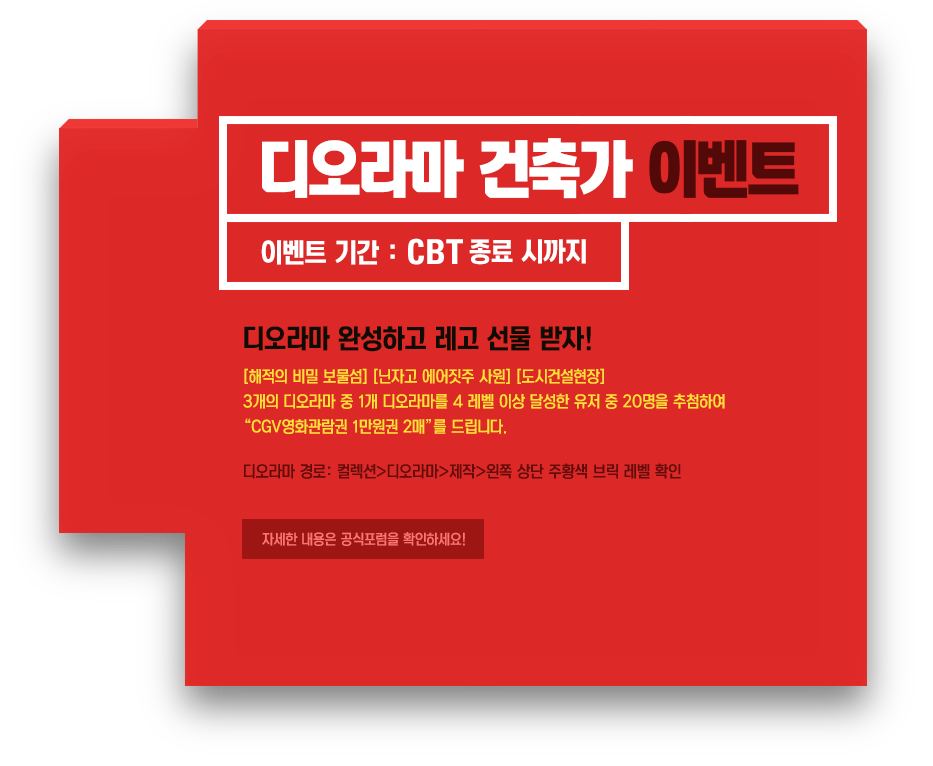 디오라마 건축가 이벤트
이벤트 기간 : CBT 종료 시까지
디오라마 완성하고 레고 선물 받자!
[해적의 비밀 보물섬] [닌자고 에어짓주 사원] [도시건설현장]
3개의 디오라마 중 1개 디오라마를 4 레벨 이상 달성한 유저 중 20명을 추첨하여
“CGV영화관람권 1만원권 2매”를 드립니다.
디오라마 경로: 컬렉션>디오라마>제작>왼쪽 상단 주황색 브릭 레벨 확인
자세한 내용은 공식포럼을 확인하세요!